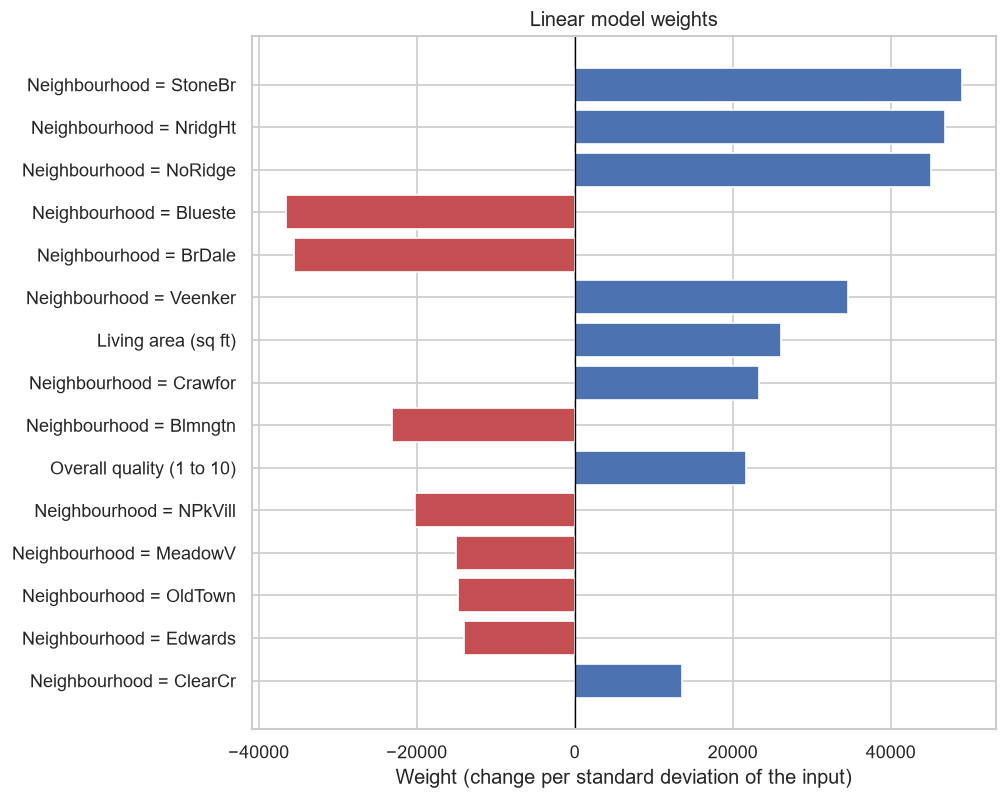 Linear model weights
Neighbourhood = StoneBr
Neighbourhood = NridgHt
Neighbourhood = NoRidge
Neighbourhood = Blueste
Neighbourhood = BrDale
Neighbourhood = Veenker
Living area (sq ft)
Neighbourhood = Crawfor
Neighbourhood = Blmngtn
Overall quality (1 to 10)
Neighbourhood = NPkVill
Neighbourhood = MeadowV
Neighbourhood = OldTown
Neighbourhood = Edwards
Neighbourhood = ClearCr
−40000 −20000 0 20000 40000
Weight (change per standard deviation of the input)